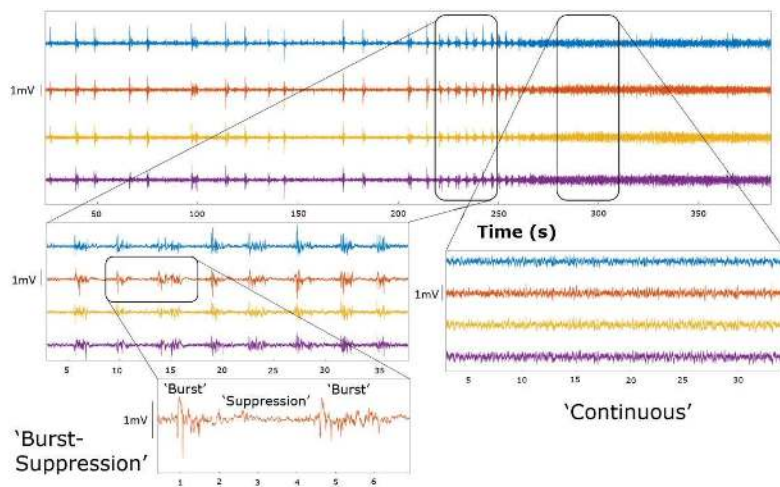 1mV
50 100 150 200 250 300 350
Time (s)
1mV
5 10 15 20 25 30 35
1mV
5 10 15 20 25 30
'Burst' 'Burst'
'Suppression'
1mV
1 2 3 4 5 6
'Burst-
Suppression'
'Continuous'